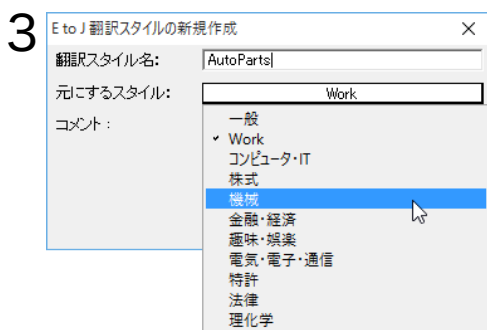 3
E to J 翻訳スタイルの新規作成
翻訳スタイル名: AutoParts
元にするスタイル: Work
コメント:
一般
✓ Work
コンピュータ・IT
株式
機械
金融・経済
趣味・娯楽
電気・電子・通信
特許
法律
理化学